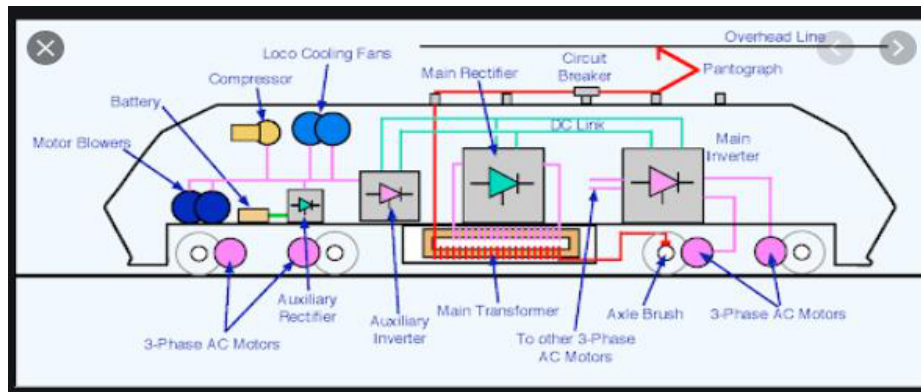 Overhead Line
Loco Cooling Fans
Circuit
Breaker
Main Rectifier
Pantograph
Compressor
Battery
DC Link
Main
Inverter
Motor Blowers
Auxiliary
Rectifier
Main Transformer
Axle Brush
3-Phase AC Motors
Auxiliary
Inverter
To other 3-Phase
AC Motors
3-Phase AC Motors